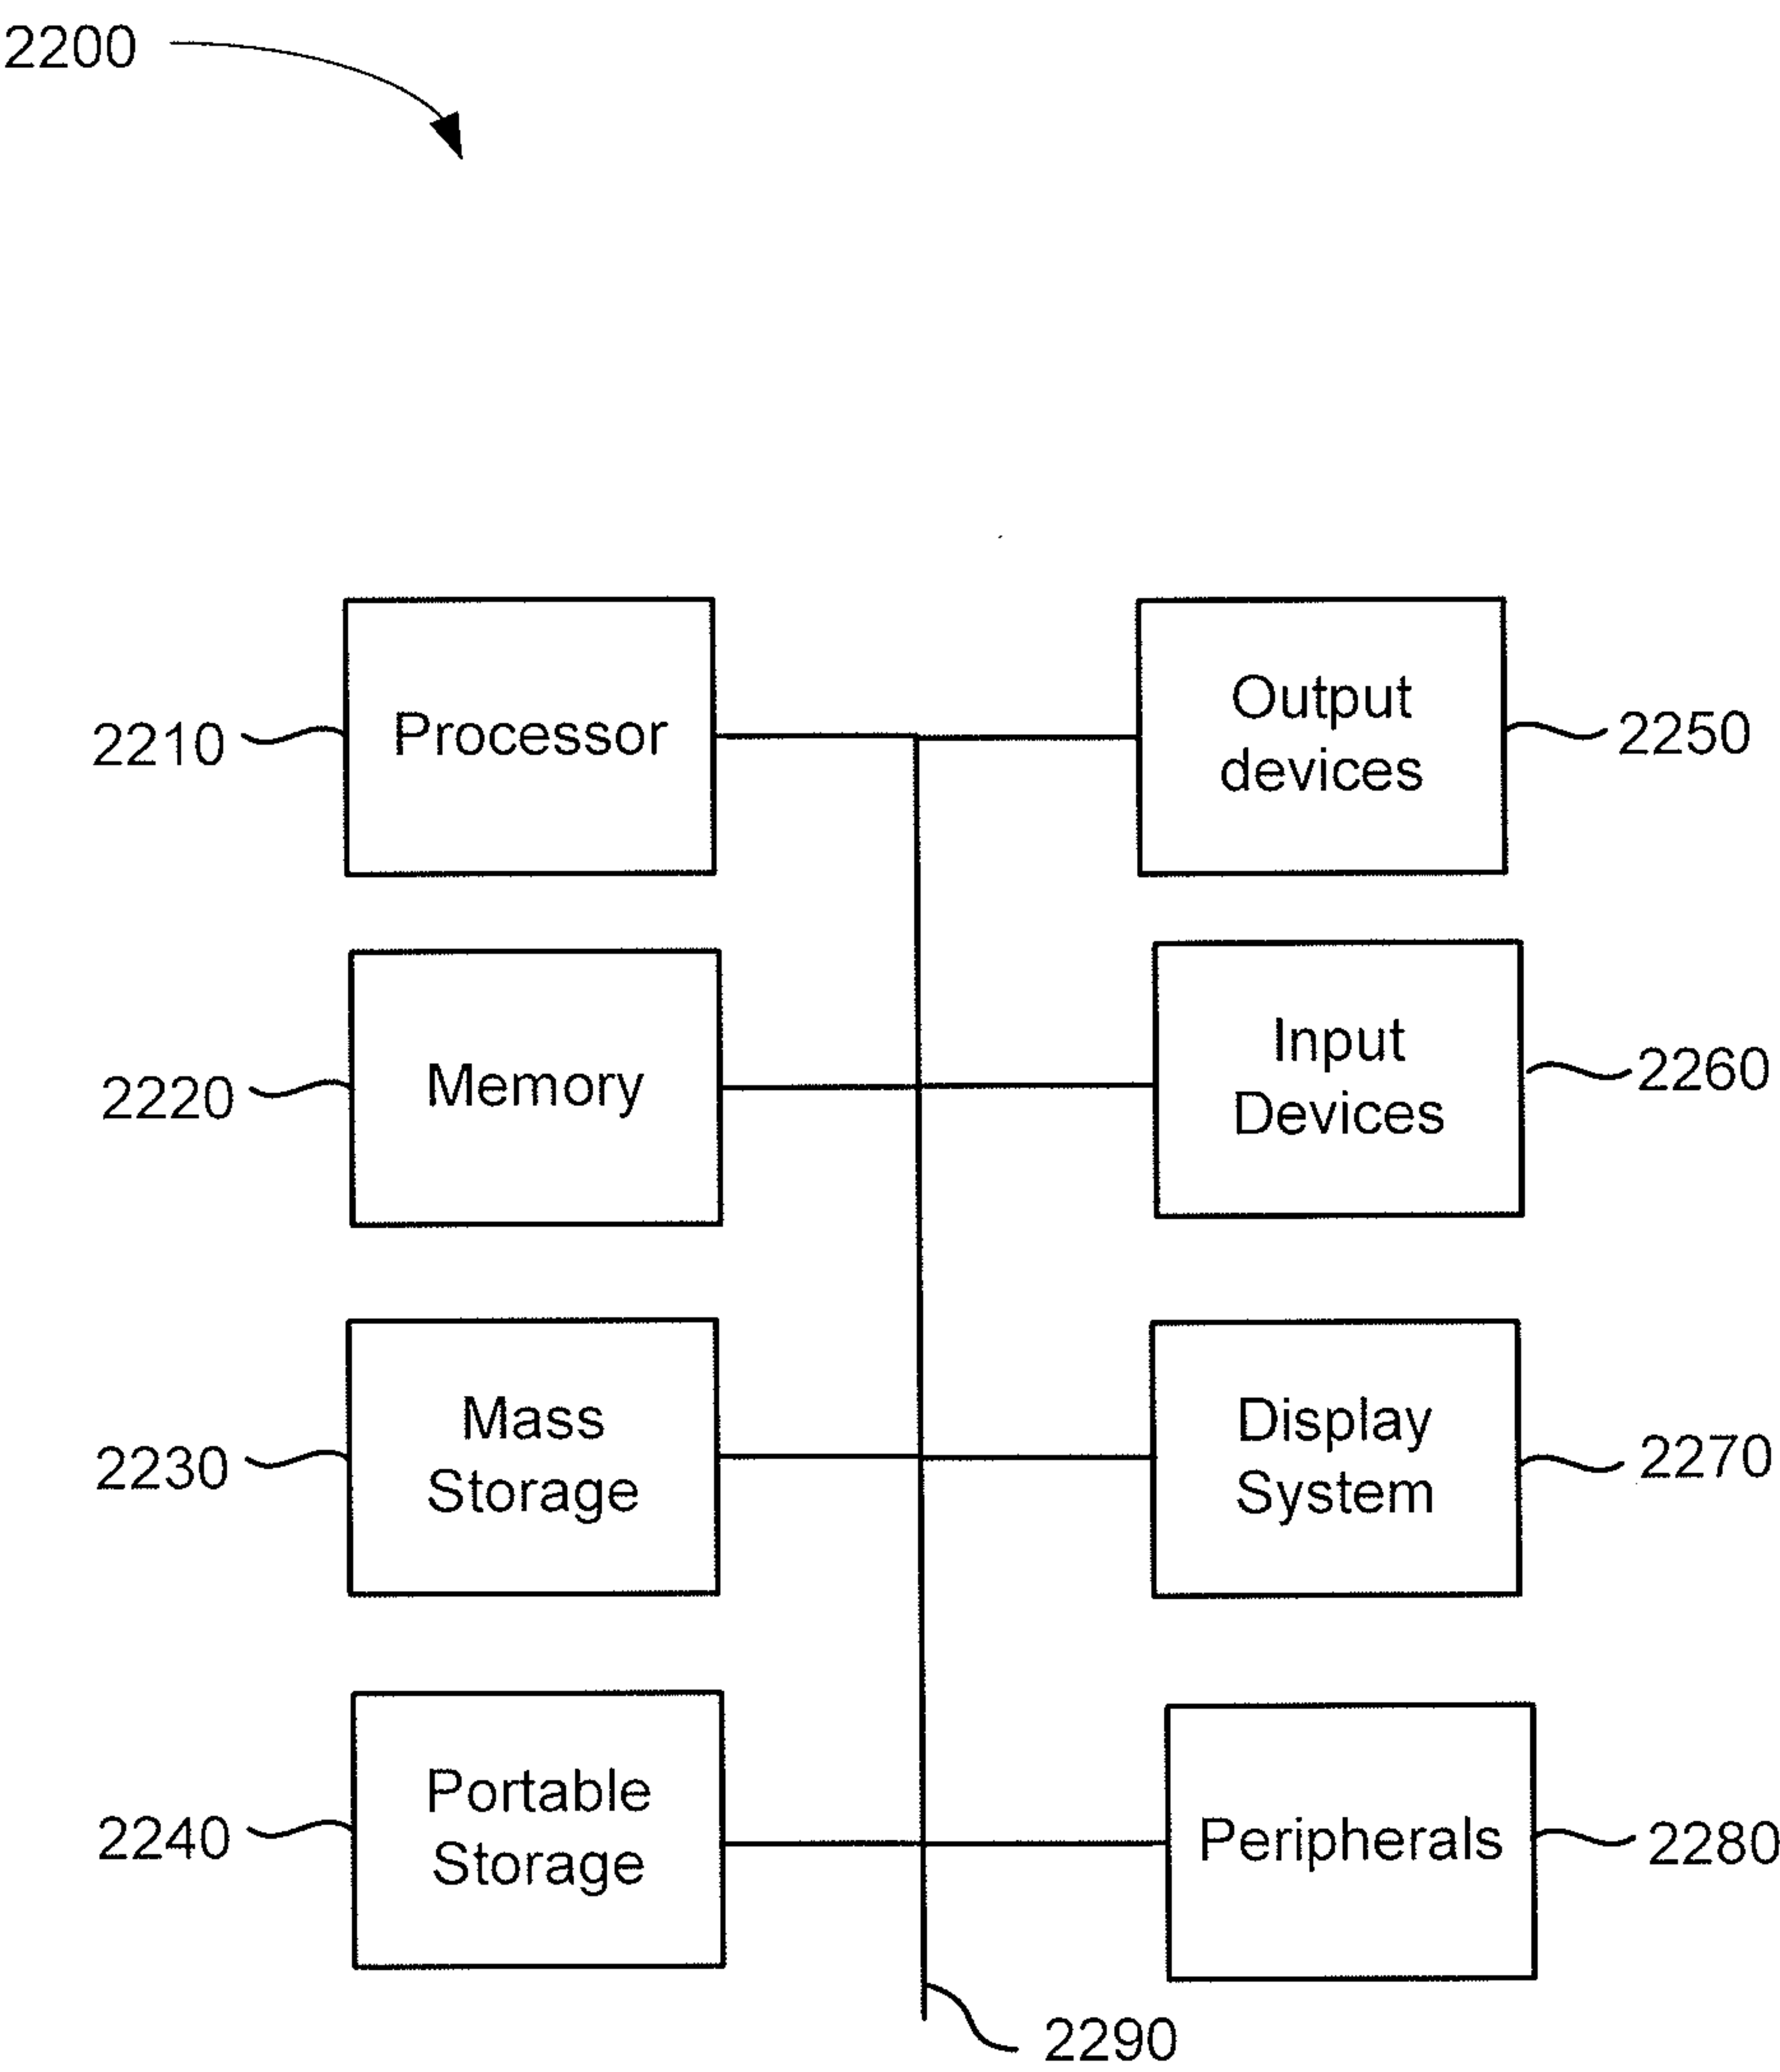 2200
2210
Processor
Output
devices
2250
2220
Memory
Input
Devices
2260
2230
Mass
Storage
Display
System
2270
2240
Portable
Storage
Peripherals
2280
2290